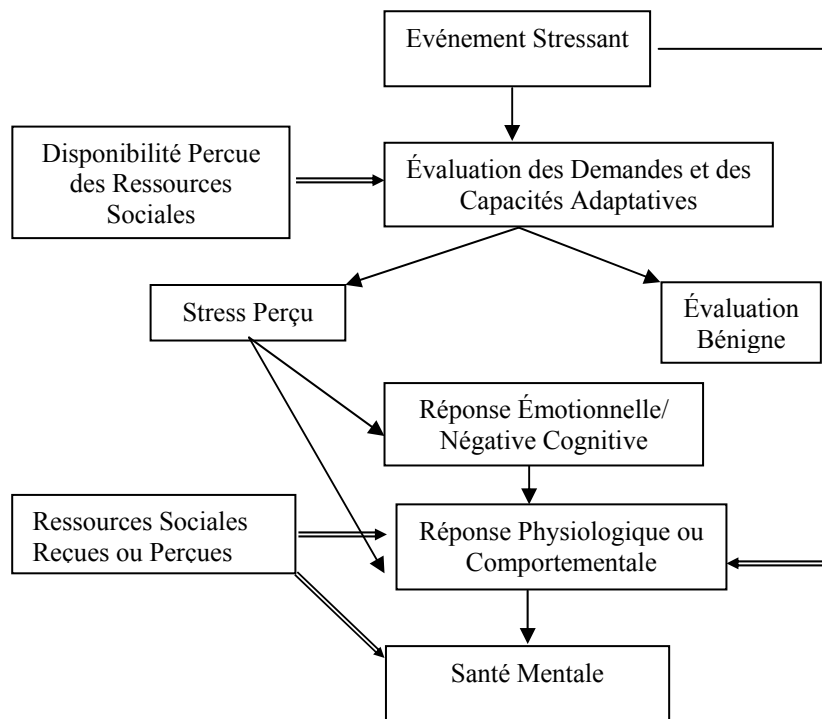 Evénement Stressant
Disponibilité Percue
des Ressources
Sociales
Évaluation des Demandes et des
Capacités Adaptatives
Stress Perçu
Évaluation
Bénigne
Réponse Émotionnelle/
Négative Cognitive
Ressources Sociales
Reçues ou Perçues
Réponse Physiologique ou
Comportementale
Santé Mentale